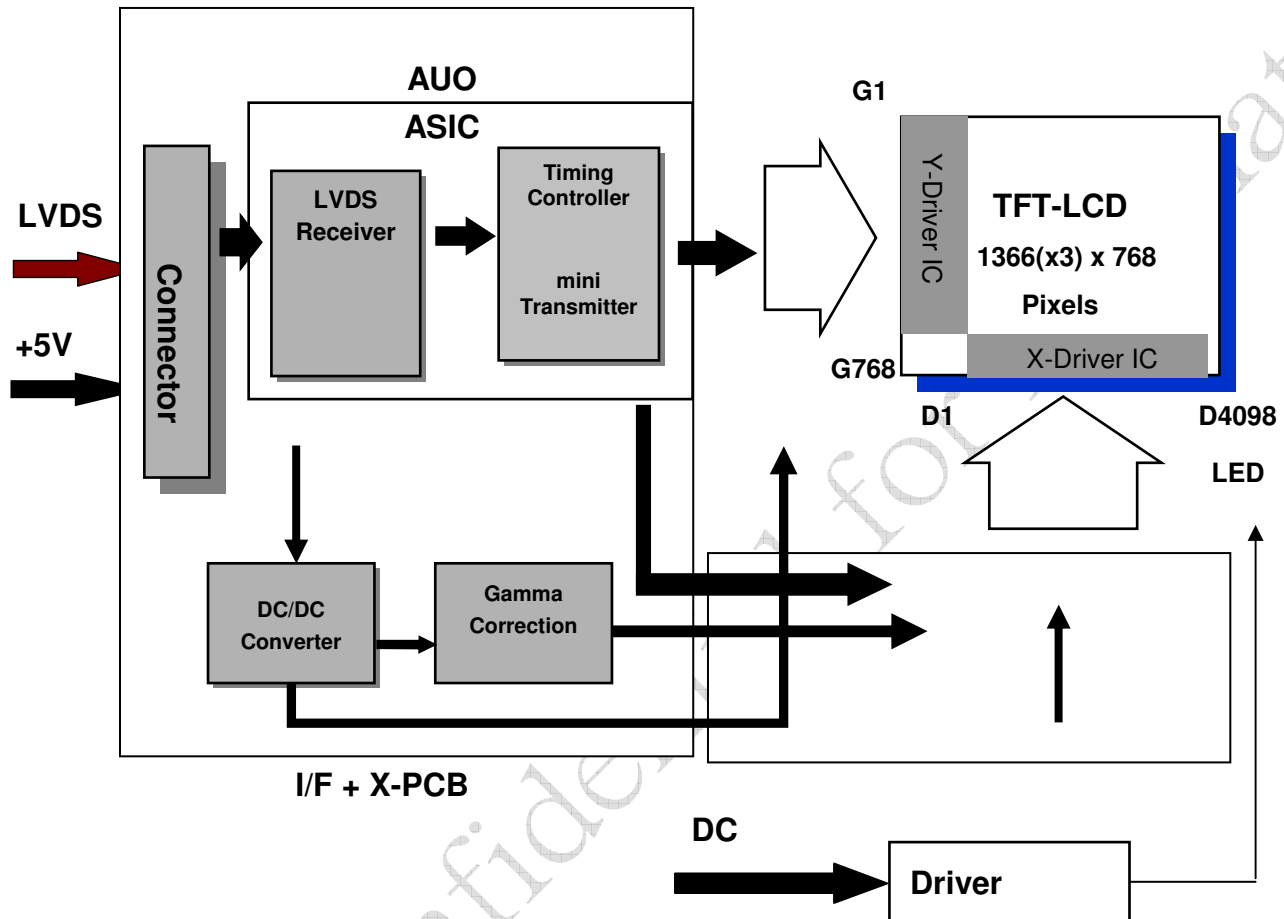 AUO
ASIC
LVDS
+5V
Connector
LVDS
Receiver
Timing
Controller
mini
Transmitter
G1
Y-Driver IC
TFT-LCD
1366(x3) x 768
Pixels
X-Driver IC
G768
D1
D4098
LED
DC/DC
Converter
Gamma
Correction
I/F + X-PCB
DC
Driver